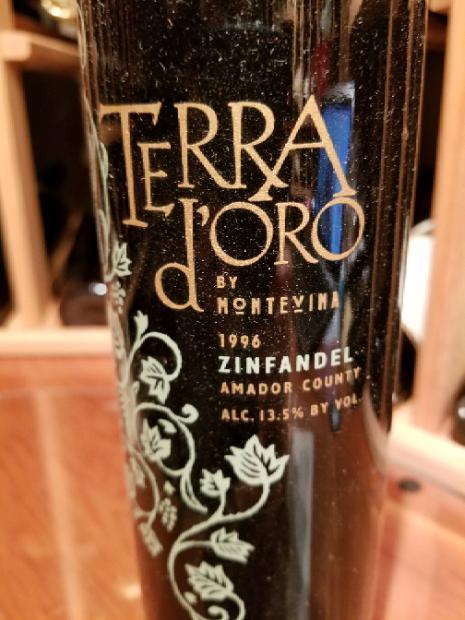 TERRA
d'ORO
BY
MONTEVINA
1996
ZINFANDEL
AMADOR COUNTY
ALC. 13.5% BY VOL.